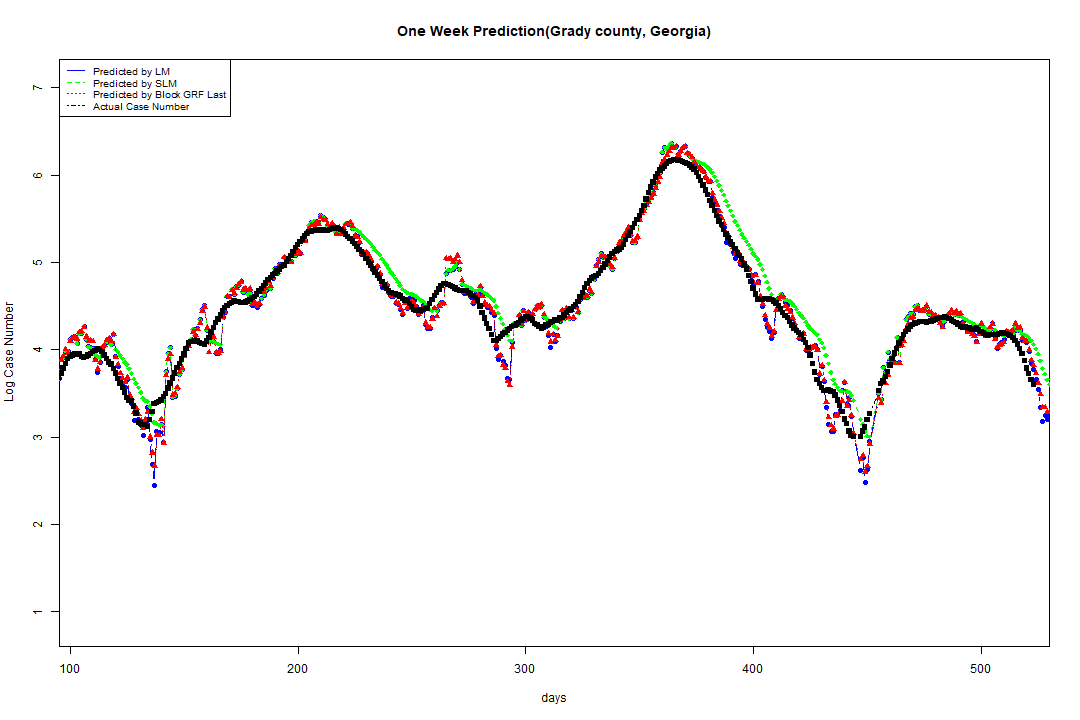 One Week Prediction(Grady county, Georgia)
Predicted by LM
Predicted by SLM
Predicted by Block GRF Last
Actual Case Number
7
6
5
4
3
2
1
Log Case Number
100 200 300 400 500
days